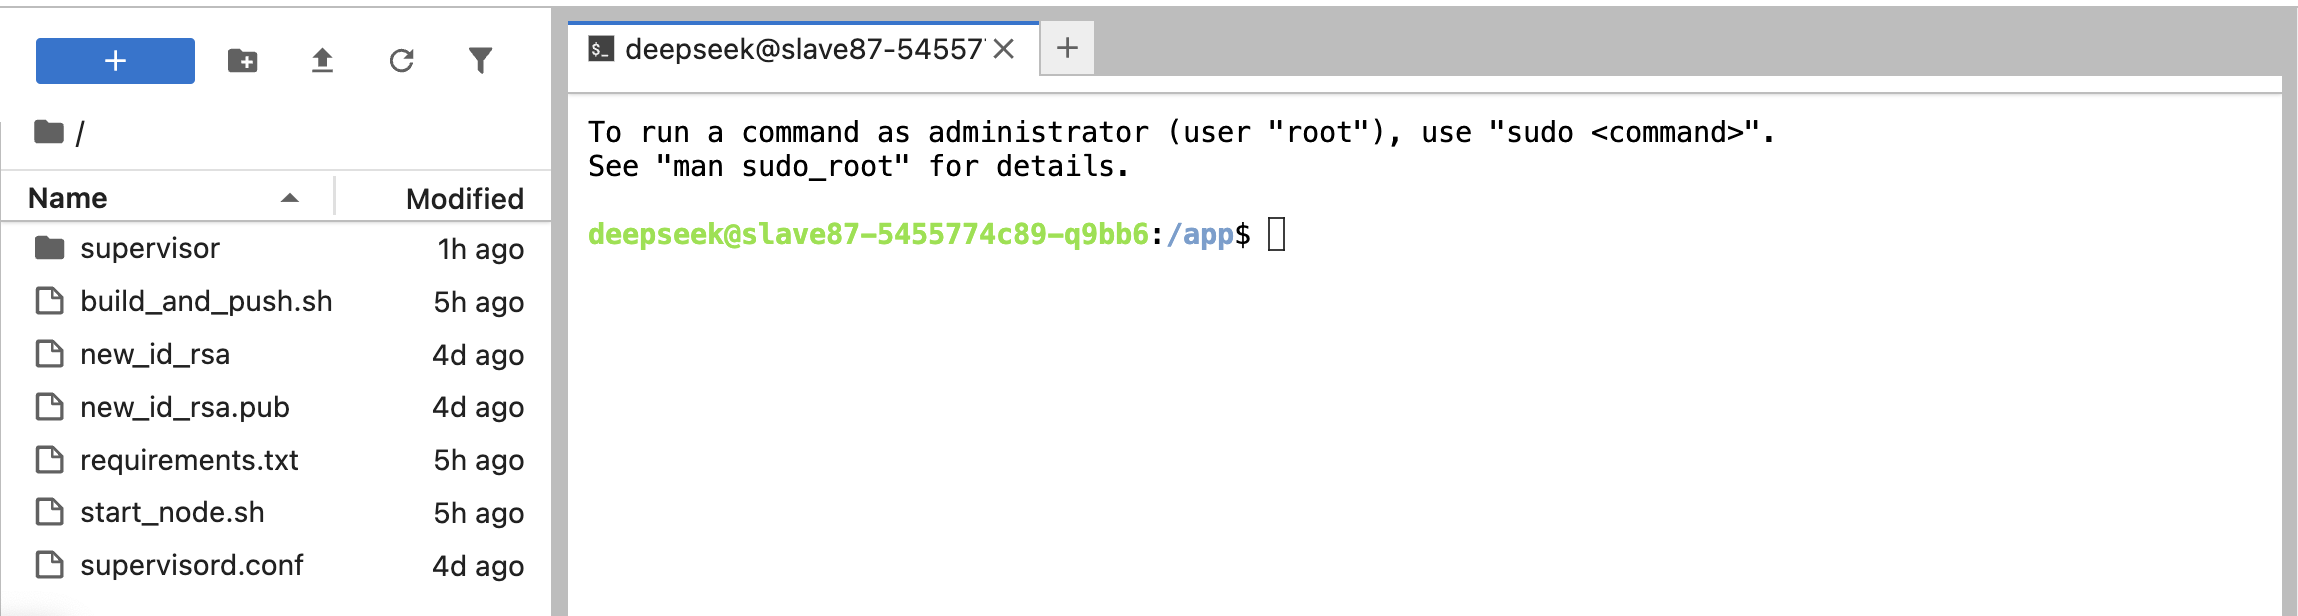 /
Name Modified
supervisor 1h ago
build_and_push.sh 5h ago
new_id_rsa 4d ago
new_id_rsa.pub 4d ago
requirements.txt 5h ago
start_node.sh 5h ago
supervisord.conf 4d ago
deepseek@slave87-545577
To run a command as administrator (user "root"), use "sudo <command>".
See "man sudo_root" for details.
deepseek@slave87-5455774c89-q9bb6:/app$